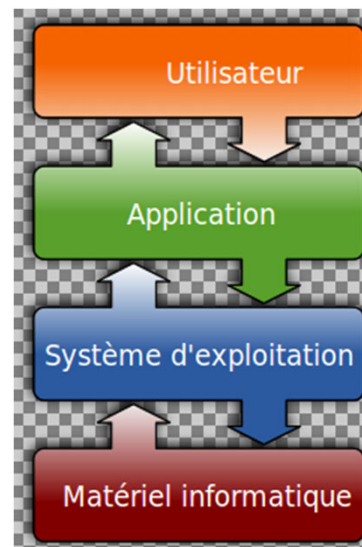 Utilisateur
Application
Système d'exploitation
Matériel informatique